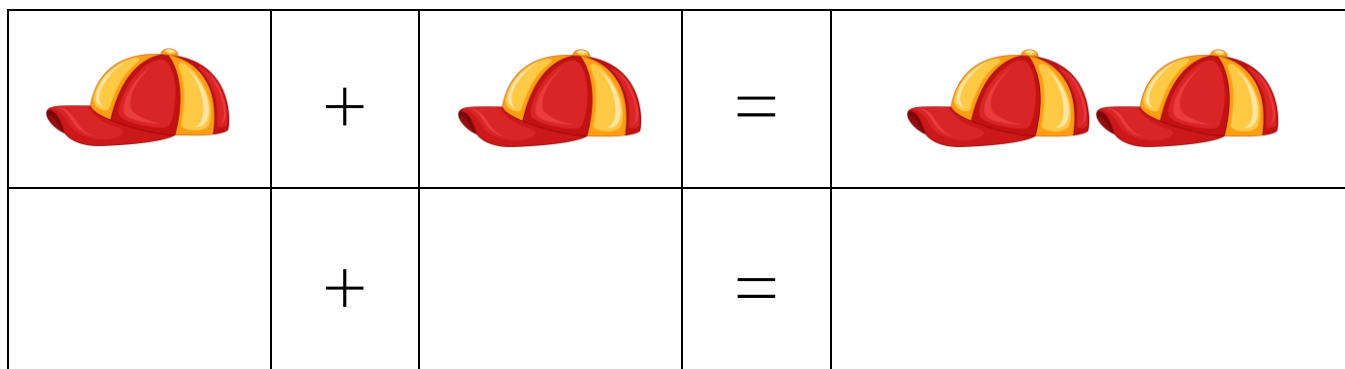 + =
+ =